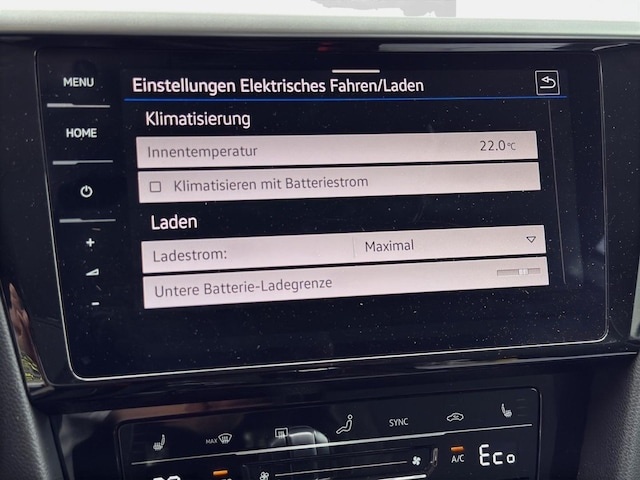 MENU
Einstellungen Elektrisches Fahren/Laden
HOME
Klimatisierung
Innentemperatur 22.0°C
Klimatisieren mit Batteriestrom
Laden
Ladestrom: Maximal
Untere Batterie-Ladegrenze
+
-
MAX
SYNC
A/C
Eco